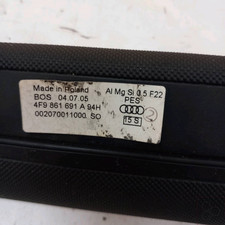 Made in Poland Al Mg Si 0,5 F22
BOS 04.07.05 PES
4F9 861 691 A 94H
002070011000 SO 15 S